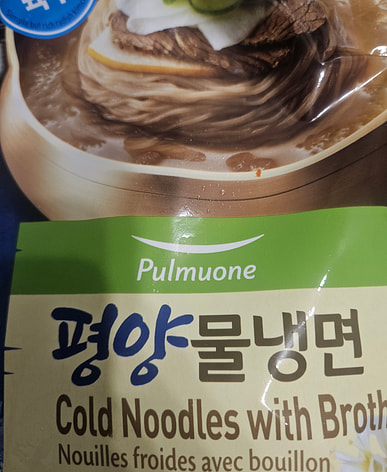 Pulmuone
평양물냉면
Cold Noodles with Broth
Nouilles froides avec bouillon